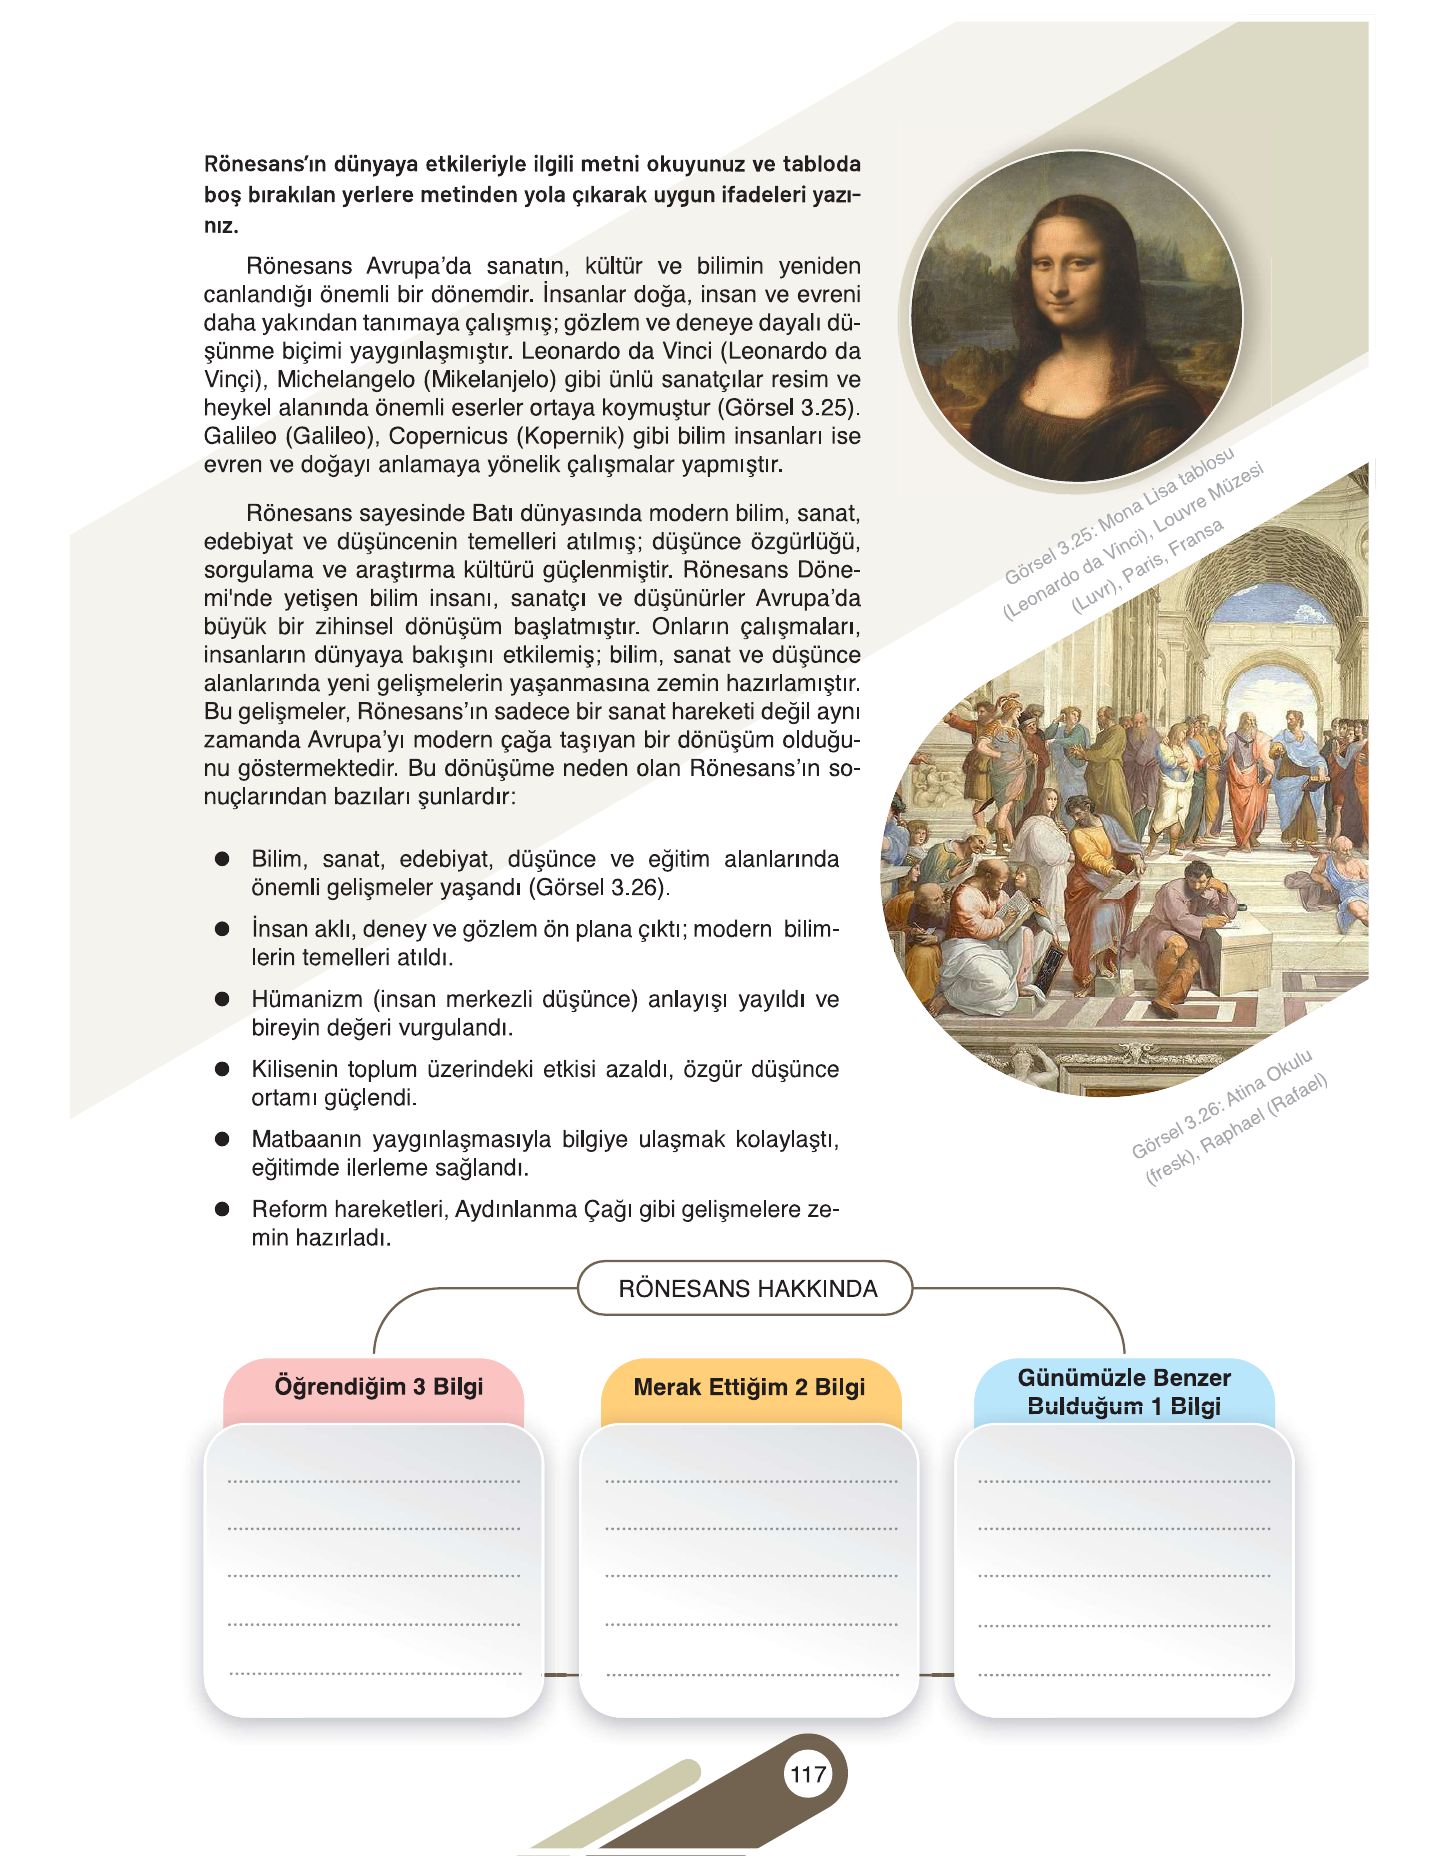 Rönesans’ın dünyaya etkileriyle ilgili metni okuyunuz ve tabloda
boş bırakılan yerlere metinden yola çıkarak uygun ifadeleri yazı-
nız.
Rönesans Avrupa’da sanatın, kültür ve bilimin yeniden
canlandığı önemli bir dönemdir. İnsanlar doğa, insan ve evreni
daha yakından tanımaya çalışmış; gözlem ve deneye dayalı dü-
şünme biçimi yaygınlaşmıştır. Leonardo da Vinci (Leonardo da
Vinçi), Michelangelo (Mikelanjelo) gibi ünlü sanatçılar resim ve
heykel alanında önemli eserler ortaya koymuştur (Görsel 3.25).
Galileo (Galileo), Copernicus (Kopernik) gibi bilim insanları ise
evren ve doğayı anlamaya yönelik çalışmalar yapmıştır.
Rönesans sayesinde Batı dünyasında modern bilim, sanat,
edebiyat ve düşüncenin temelleri atılmış; düşünce özgürlüğü,
sorgulama ve araştırma kültürü güçlenmiştir. Rönesans Döne-
mi'nde yetişen bilim insanı, sanatçı ve düşünürler Avrupa’da
büyük bir zihinsel dönüşüm başlatmıştır. Onların çalışmaları,
insanların dünyaya bakışını etkilemiş; bilim, sanat ve düşünce
alanlarında yeni gelişmelerin yaşanmasına zemin hazırlamıştır.
Bu gelişmeler, Rönesans’ın sadece bir sanat hareketi değil aynı
zamanda Avrupa’yı modern çağa taşıyan bir dönüşüm olduğu-
nu göstermektedir. Bu dönüşüme neden olan Rönesans’ın so-
nuçlarından bazıları şunlardır:
● Bilim, sanat, edebiyat, düşünce ve eğitim alanlarında
önemli gelişmeler yaşandı (Görsel 3.26).
● İnsan aklı, deney ve gözlem ön plana çıktı; modern bilim-
lerin temelleri atıldı.
● Hümanizm (insan merkezli düşünce) anlayışı yayıldı ve
bireyin değeri vurgulandı.
● Kilisenin toplum üzerindeki etkisi azaldı, özgür düşünce
ortamı güçlendi.
● Matbaanın yaygınlaşmasıyla bilgiye ulaşmak kolaylaştı,
eğitimde ilerleme sağlandı.
● Reform hareketleri, Aydınlanma Çağı gibi gelişmelere ze-
min hazırladı.
Görsel 3.25: Mona Lisa tablosu
(Leonardo da Vinci), Louvre Müzesi
(Luvr), Paris, Fransa
Görsel 3.26: Atina Okulu
(fresk), Raphael (Rafael)
RÖNESANS HAKKINDA
Öğrendiğim 3 Bilgi
Merak Ettiğim 2 Bilgi
Günümüzle Benzer
Bulduğum 1 Bilgi
117